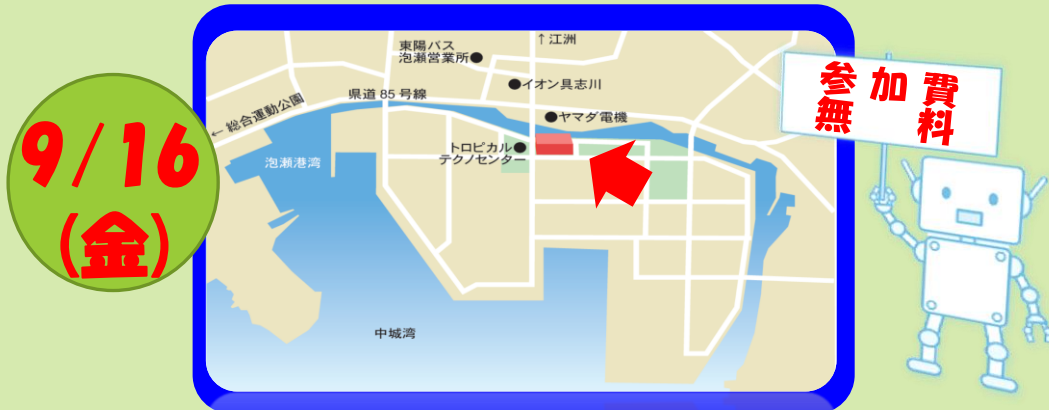 9/16
(金)
東陽バス
泡瀬営業所
↑江洲
イオン具志川
県道85号線
ヤマダ電機
←総合運動公園
トロピカル
テクノセンター
泡瀬港湾
中城湾
参加費
無料